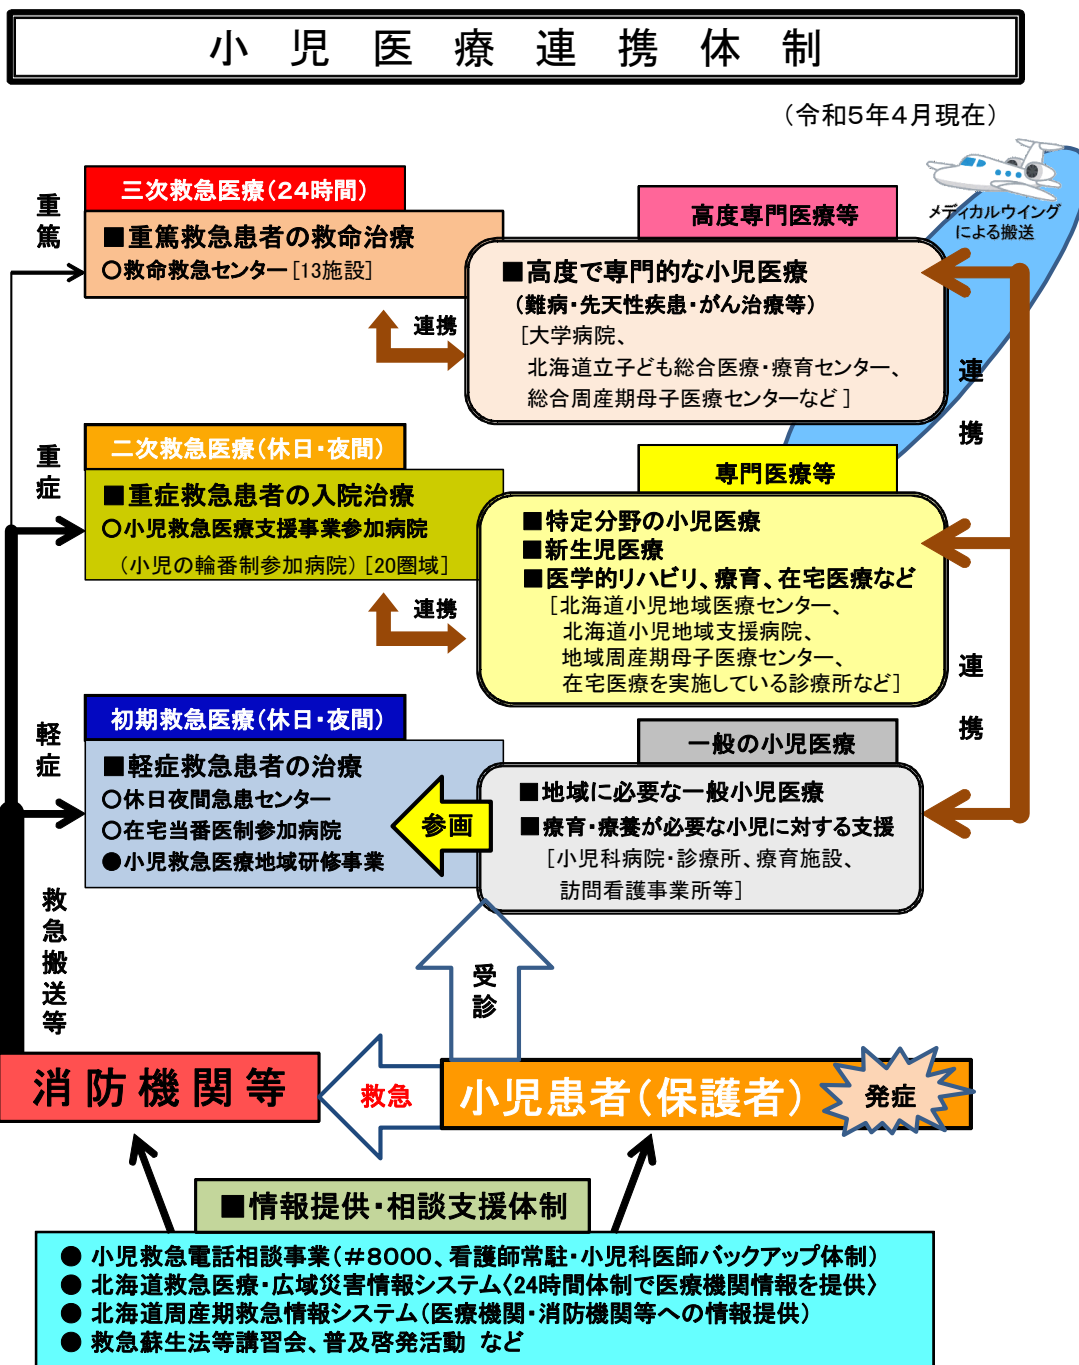 小児医療連携体制
（令和5年4月現在）
メディカルウイング
による搬送
重篤
三次救急医療（24時間）
■重篤救急患者の救命治療
○救命救急センター［13施設］
高度専門医療等
■高度で専門的な小児医療
（難病・先天性疾患・がん治療等）
［大学病院、
北海道立子ども総合医療・療育センター、
総合周産期母子医療センターなど］
連携
連携
重症
二次救急医療（休日・夜間）
■重症救急患者の入院治療
○小児救急医療支援事業参加病院
（小児の輪番制参加病院）［20圏域］
専門医療等
■特定分野の小児医療
■新生児医療
■医学的リハビリ、療育、在宅医療など
［北海道小児地域医療センター、
北海道小児地域支援病院、
地域周産期母子医療センター、
在宅医療を実施している診療所など］
連携
連携
軽症
初期救急医療（休日・夜間）
■軽症救急患者の治療
○休日夜間急患センター
○在宅当番医制参加病院
●小児救急医療地域研修事業
参画
一般の小児医療
■地域に必要な一般小児医療
■療育・療養が必要な小児に対する支援
［小児科病院・診療所、療育施設、
訪問看護事業所等］
救急搬送等
受診
消防機関等
救急
小児患者（保護者）
発症
■情報提供・相談支援体制
● 小児救急電話相談事業（＃8000、看護師常駐・小児科医師バックアップ体制）
● 北海道救急医療・広域災害情報システム〈24時間体制で医療機関情報を提供〉
● 北海道周産期救急情報システム（医療機関・消防機関等への情報提供）
● 救急蘇生法等講習会、普及啓発活動 など